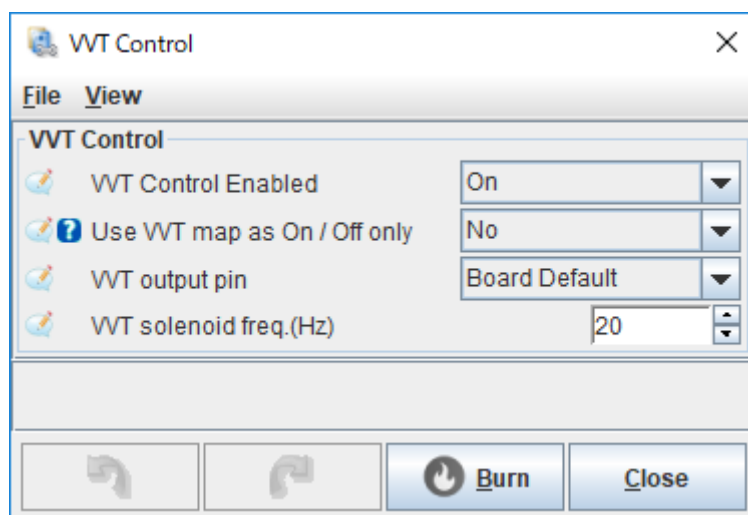 VVT Control
File View
VVT Control
VVT Control Enabled On
? Use VVT map as On / Off only No
VVT output pin Board Default
VVT solenoid freq.(Hz) 20
Burn Close